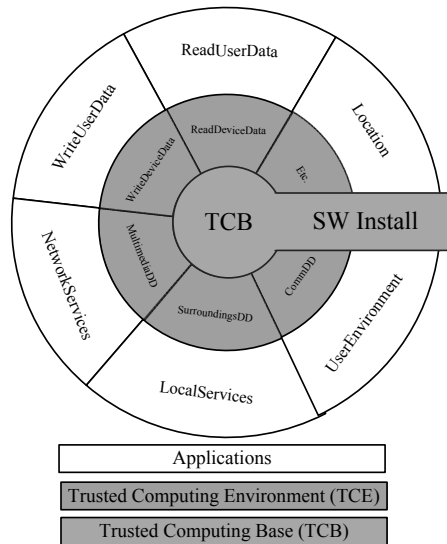 ReadUserData
WriteUserData
Location
ReadDeviceData
WriteDeviceData
Etc.
TCB
SW Install
MultimediaDD
CommDD
SurroundingsDD
NetworkServices
UserEnvironment
LocalServices
Applications
Trusted Computing Environment (TCE)
Trusted Computing Base (TCB)